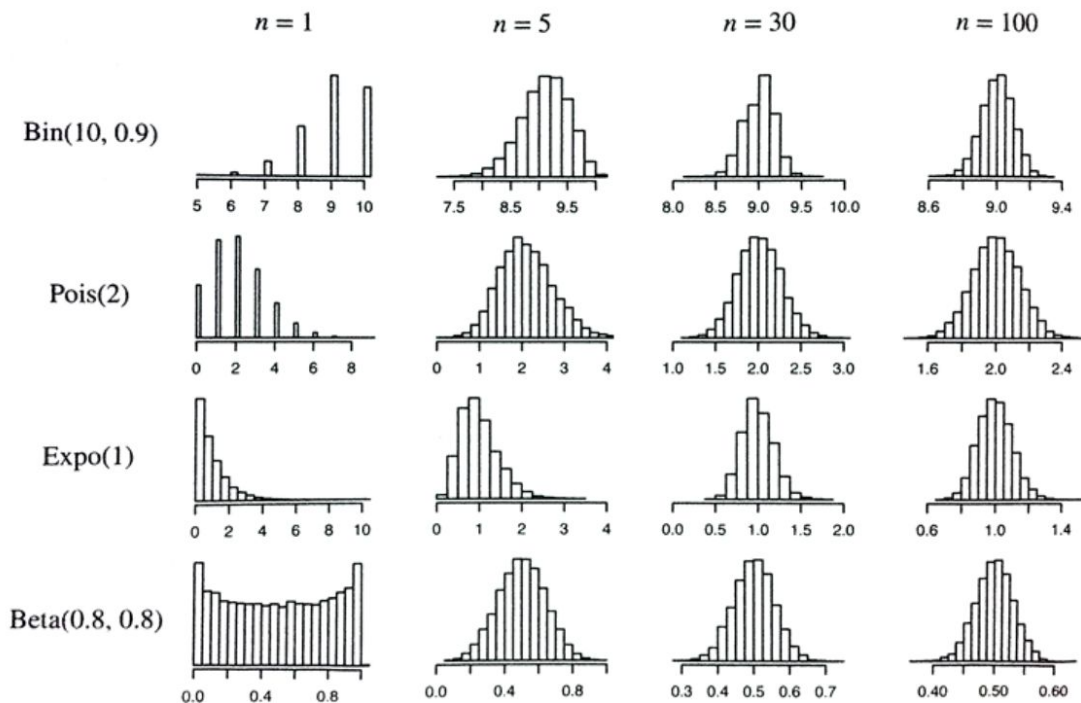 n = 1 n = 5 n = 30 n = 100
Bin(10, 0.9)
5 6 7 8 9 10 7.5 8.5 9.5 8.0 8.5 9.0 9.5 10.0 8.6 9.0 9.4
Pois(2)
0 2 4 6 8 0 1 2 3 4 1.0 1.5 2.0 2.5 3.0 1.6 2.0 2.4
Expo(1)
0 2 4 6 8 10 0 1 2 3 4 0.0 0.5 1.0 1.5 2.0 0.6 1.0 1.4
Beta(0.8, 0.8)
0.0 0.4 0.8 0.0 0.4 0.8 0.3 0.4 0.5 0.6 0.7 0.40 0.50 0.60